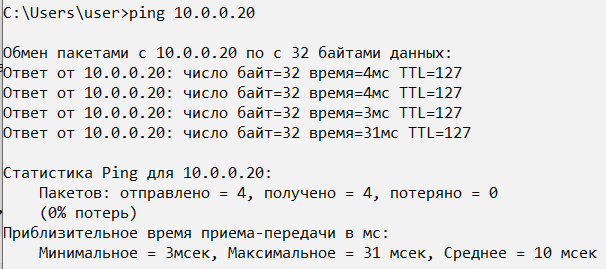 C:\Users\user>ping 10.0.0.20
Обмен пакетами с 10.0.0.20 по с 32 байтами данных:
Ответ от 10.0.0.20: число байт=32 время=4мс TTL=127
Ответ от 10.0.0.20: число байт=32 время=4мс TTL=127
Ответ от 10.0.0.20: число байт=32 время=3мс TTL=127
Ответ от 10.0.0.20: число байт=32 время=31мс TTL=127
Статистика Ping для 10.0.0.20:
Пакетов: отправлено = 4, получено = 4, потеряно = 0
(0% потерь)
Приблизительное время приема-передачи в мс:
Минимальное = 3мсек, Максимальное = 31 мсек, Среднее = 10 мсек